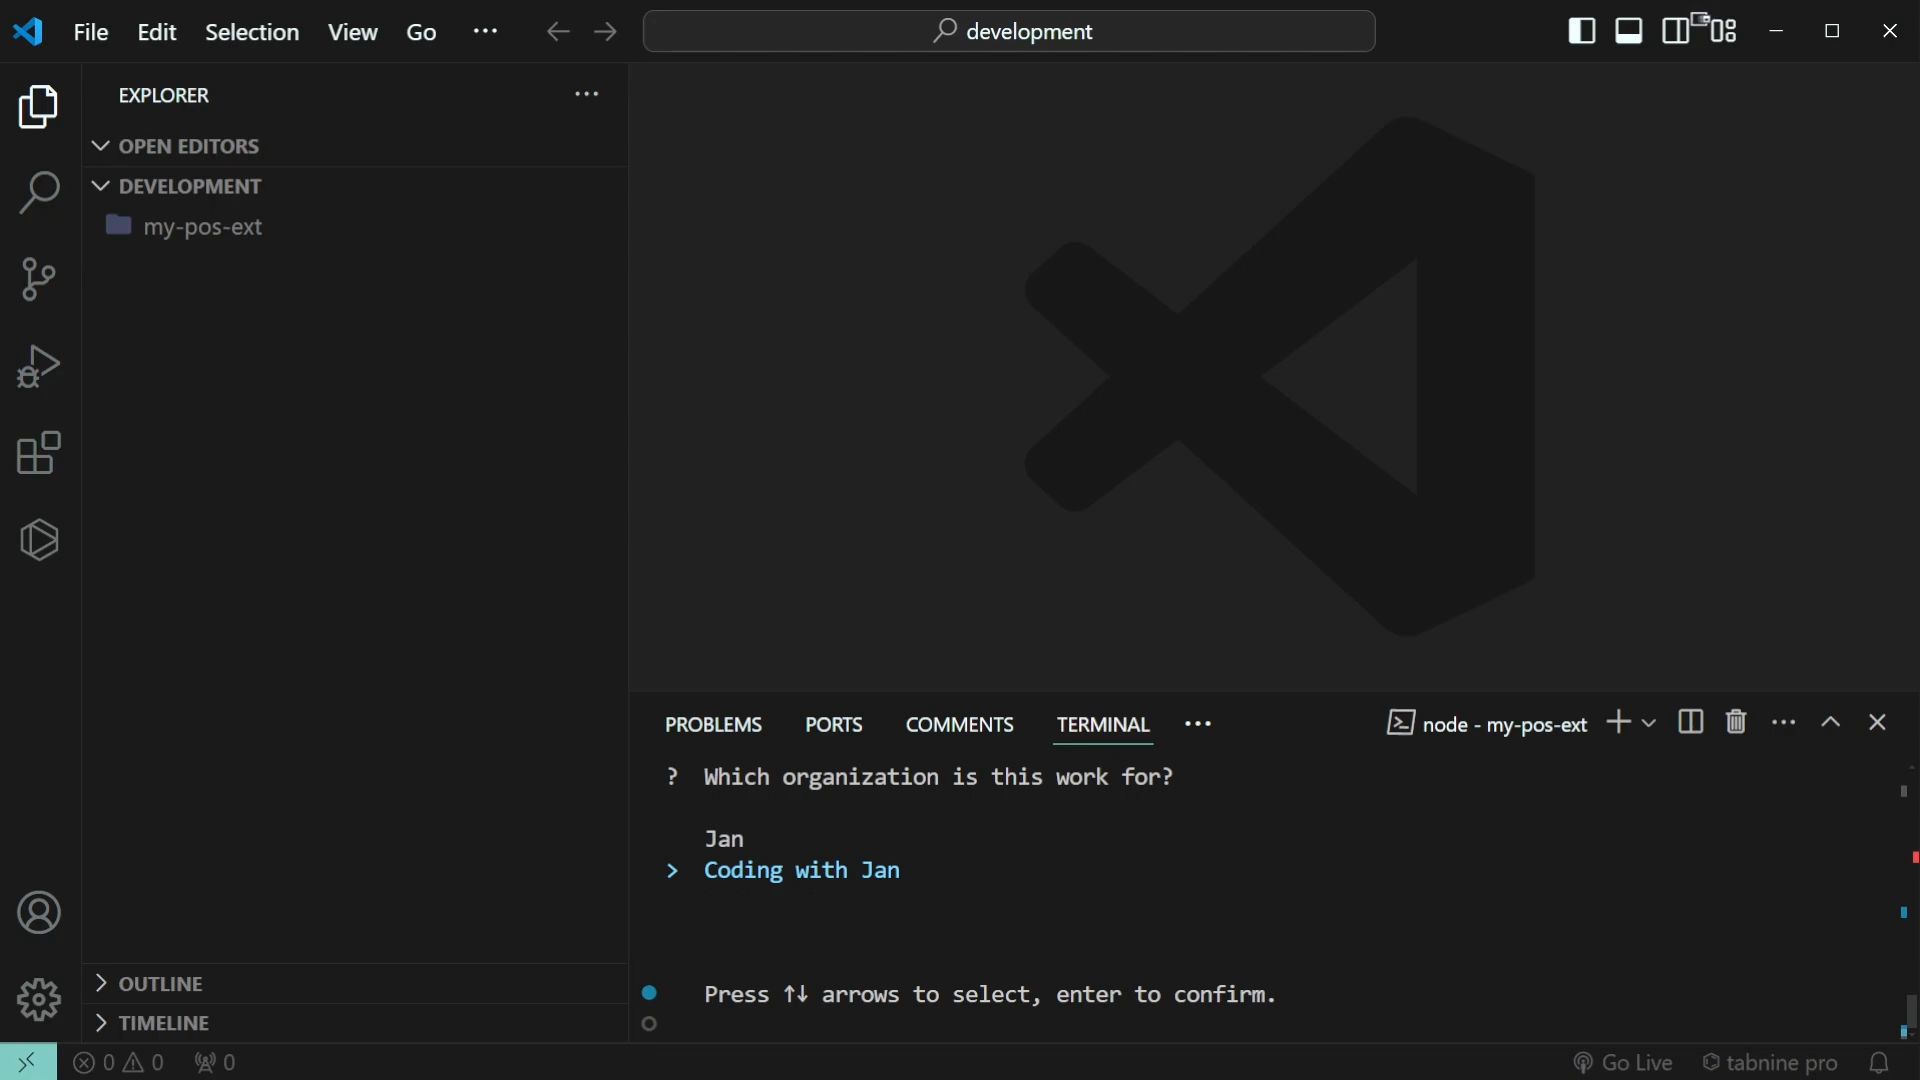 File Edit Selection View Go ···
development
EXPLORER ···
OPEN EDITORS
DEVELOPMENT
my-pos-ext
OUTLINE
TIMELINE
PROBLEMS PORTS COMMENTS TERMINAL ···
node - my-pos-ext
? Which organization is this work for?
Jan
> Coding with Jan
Press ↑↓ arrows to select, enter to confirm.
0 0 0
Go Live tabnine pro